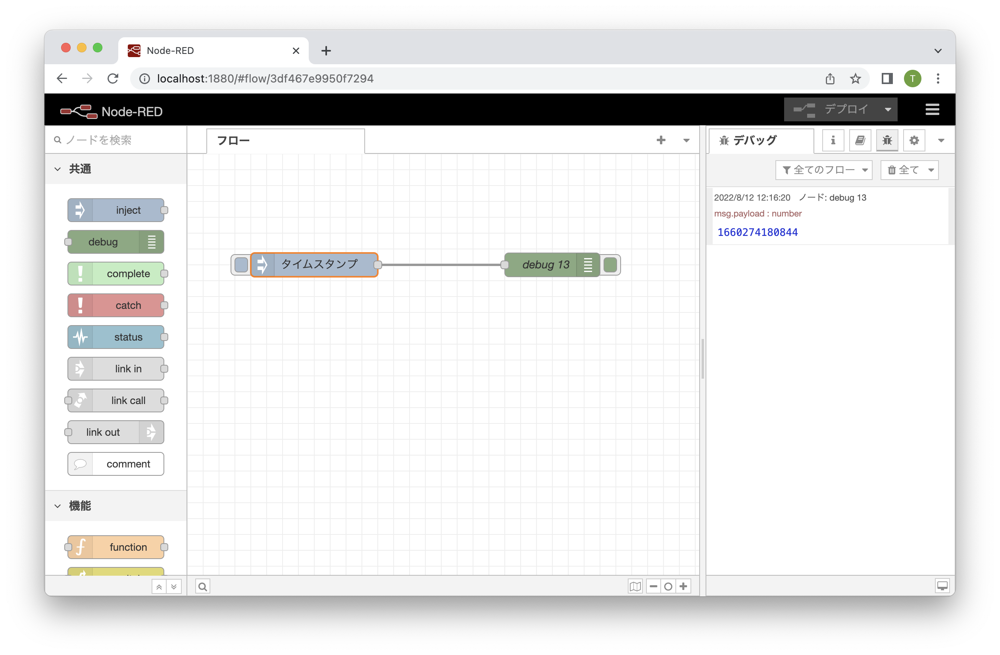 Node-RED
localhost:1880/#flow/3df467e9950f7294
T
Node-RED
デプロイ
ノードを検索
フロー
デバッグ
共通
全てのフロー
全て
inject
debug
complete
catch
status
link in
link call
link out
comment
機能
function
タイムスタンプ
debug 13
2022/8/12 12:16:20 ノード: debug 13
msg.payload : number
1660274180844